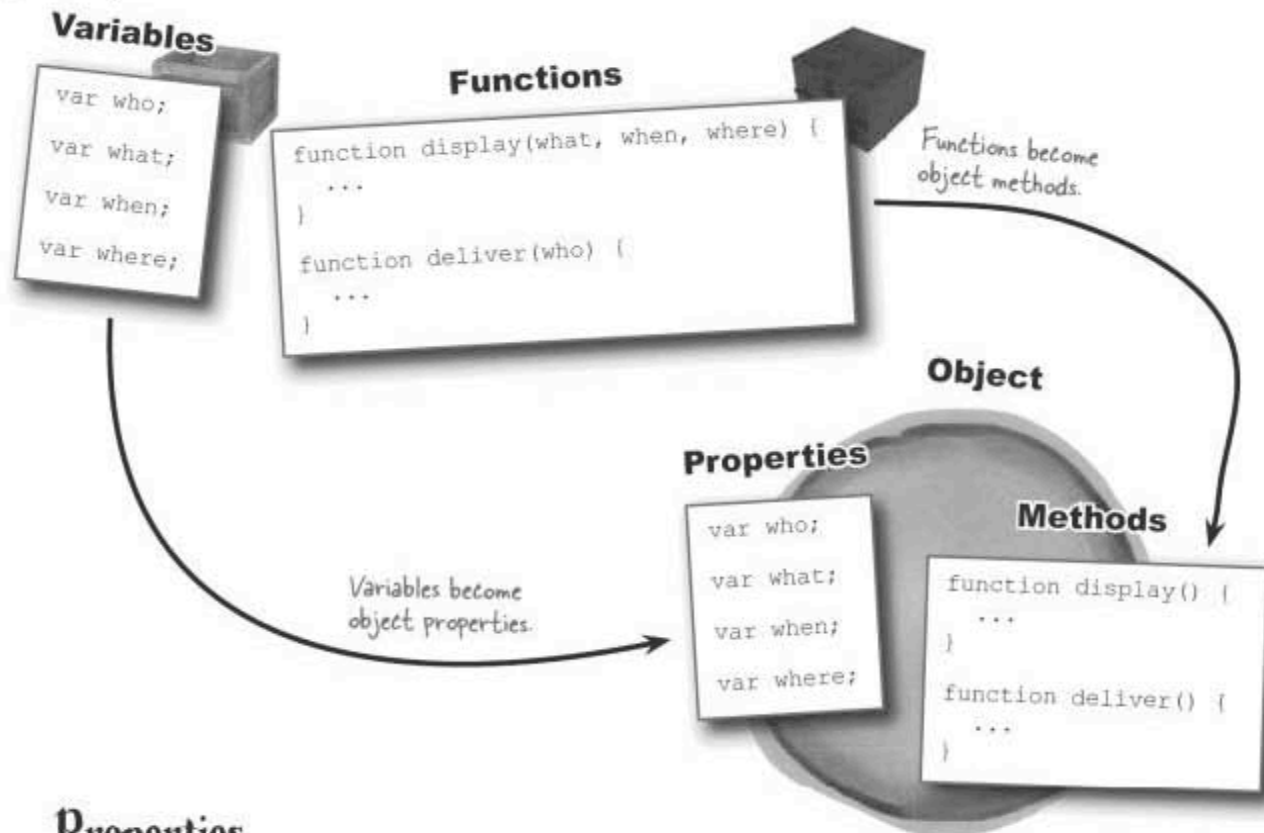 Variables
var who;
var what;
var when;
var where;
Functions
function display(what, when, where) {
...
}
function deliver(who) {
...
}
Functions become
object methods.
Object
Properties
var who;
var what;
var when;
var where;
Methods
function display() {
...
}
function deliver() {
...
}
Variables become
object properties.
Properties